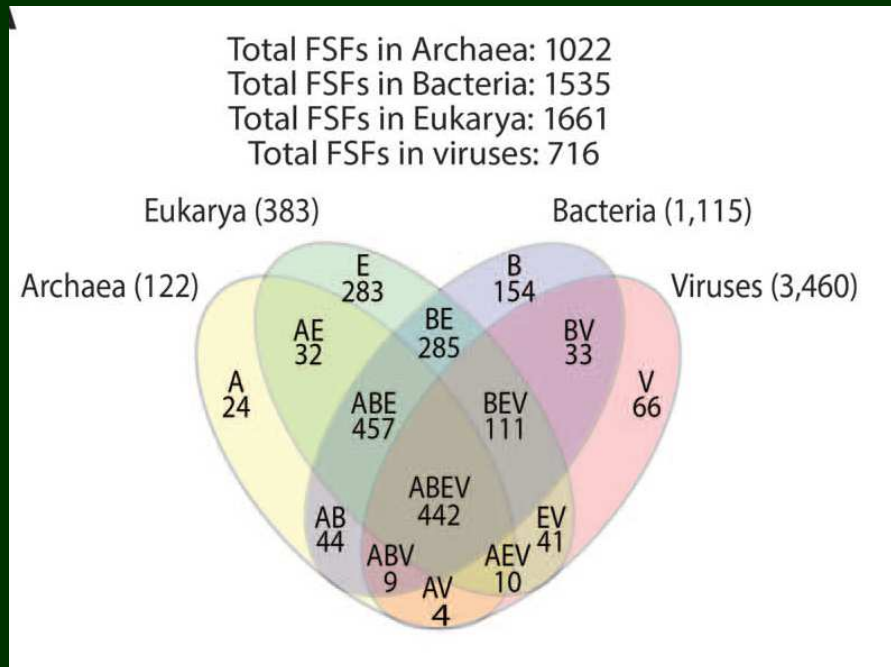 Total FSFs in Archaea: 1022
Total FSFs in Bacteria: 1535
Total FSFs in Eukarya: 1661
Total FSFs in viruses: 716
Eukarya (383)
Bacteria (1,115)
Archaea (122)
Viruses (3,460)
E
283
B
154
AE
32
BE
285
BV
33
A
24
V
66
ABE
457
BEV
111
ABEV
442
AB
44
EV
41
ABV
9
AEV
10
AV
4